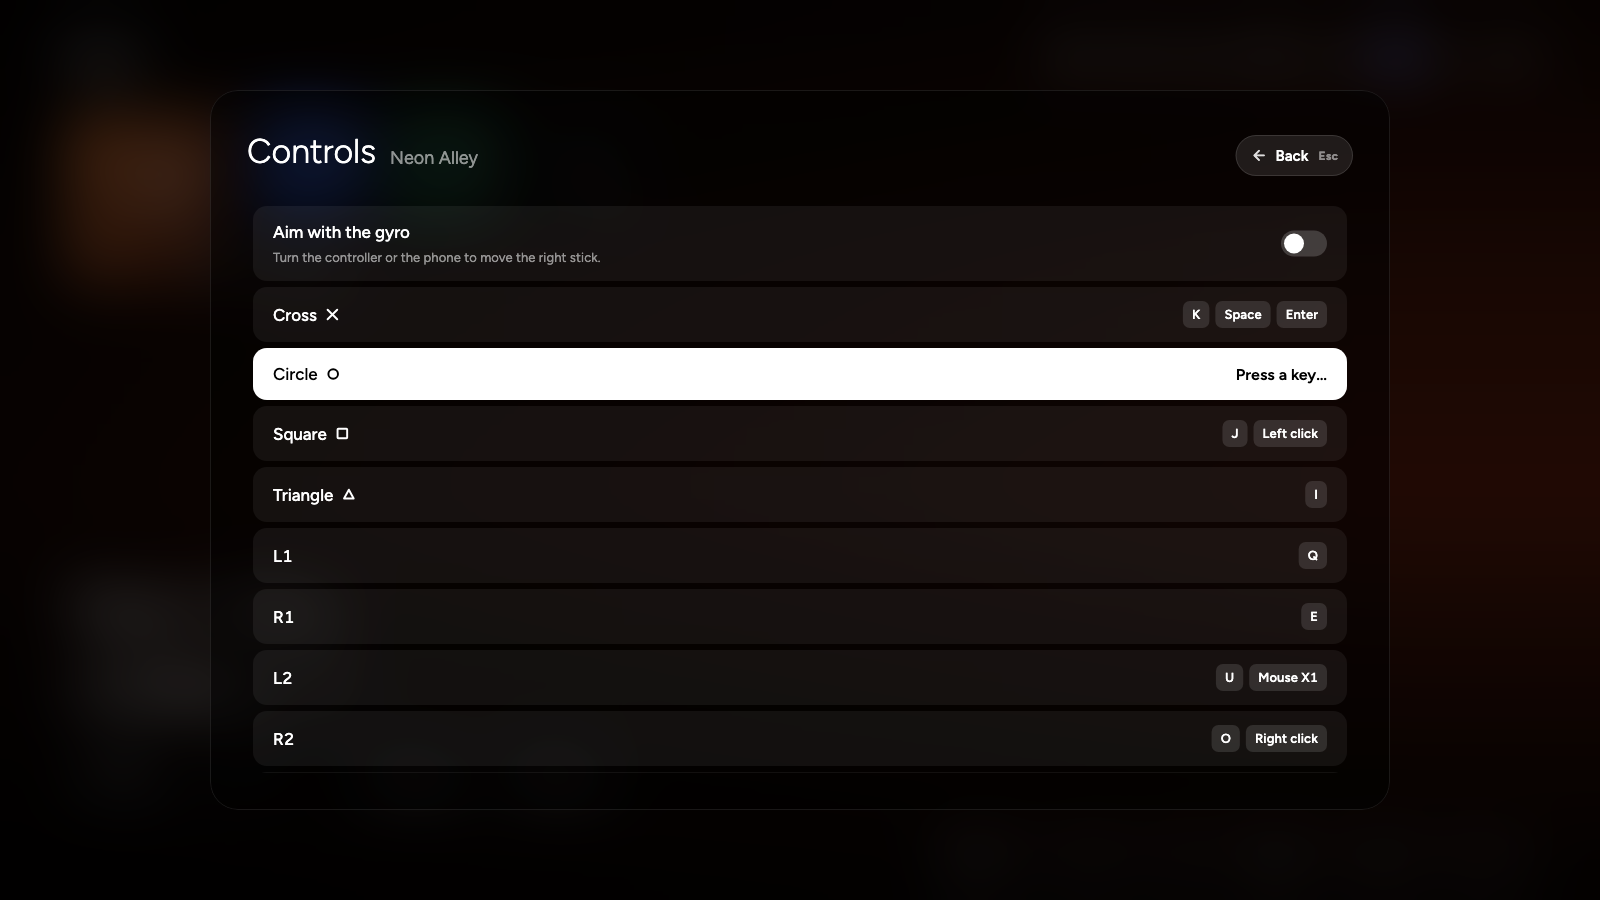 Controls Neon Alley
Back Esc
Aim with the gyro
Turn the controller or the phone to move the right stick.
Cross K Space Enter
Circle Press a key...
Square J Left click
Triangle I
L1 Q
R1 E
L2 U Mouse X1
R2 O Right click